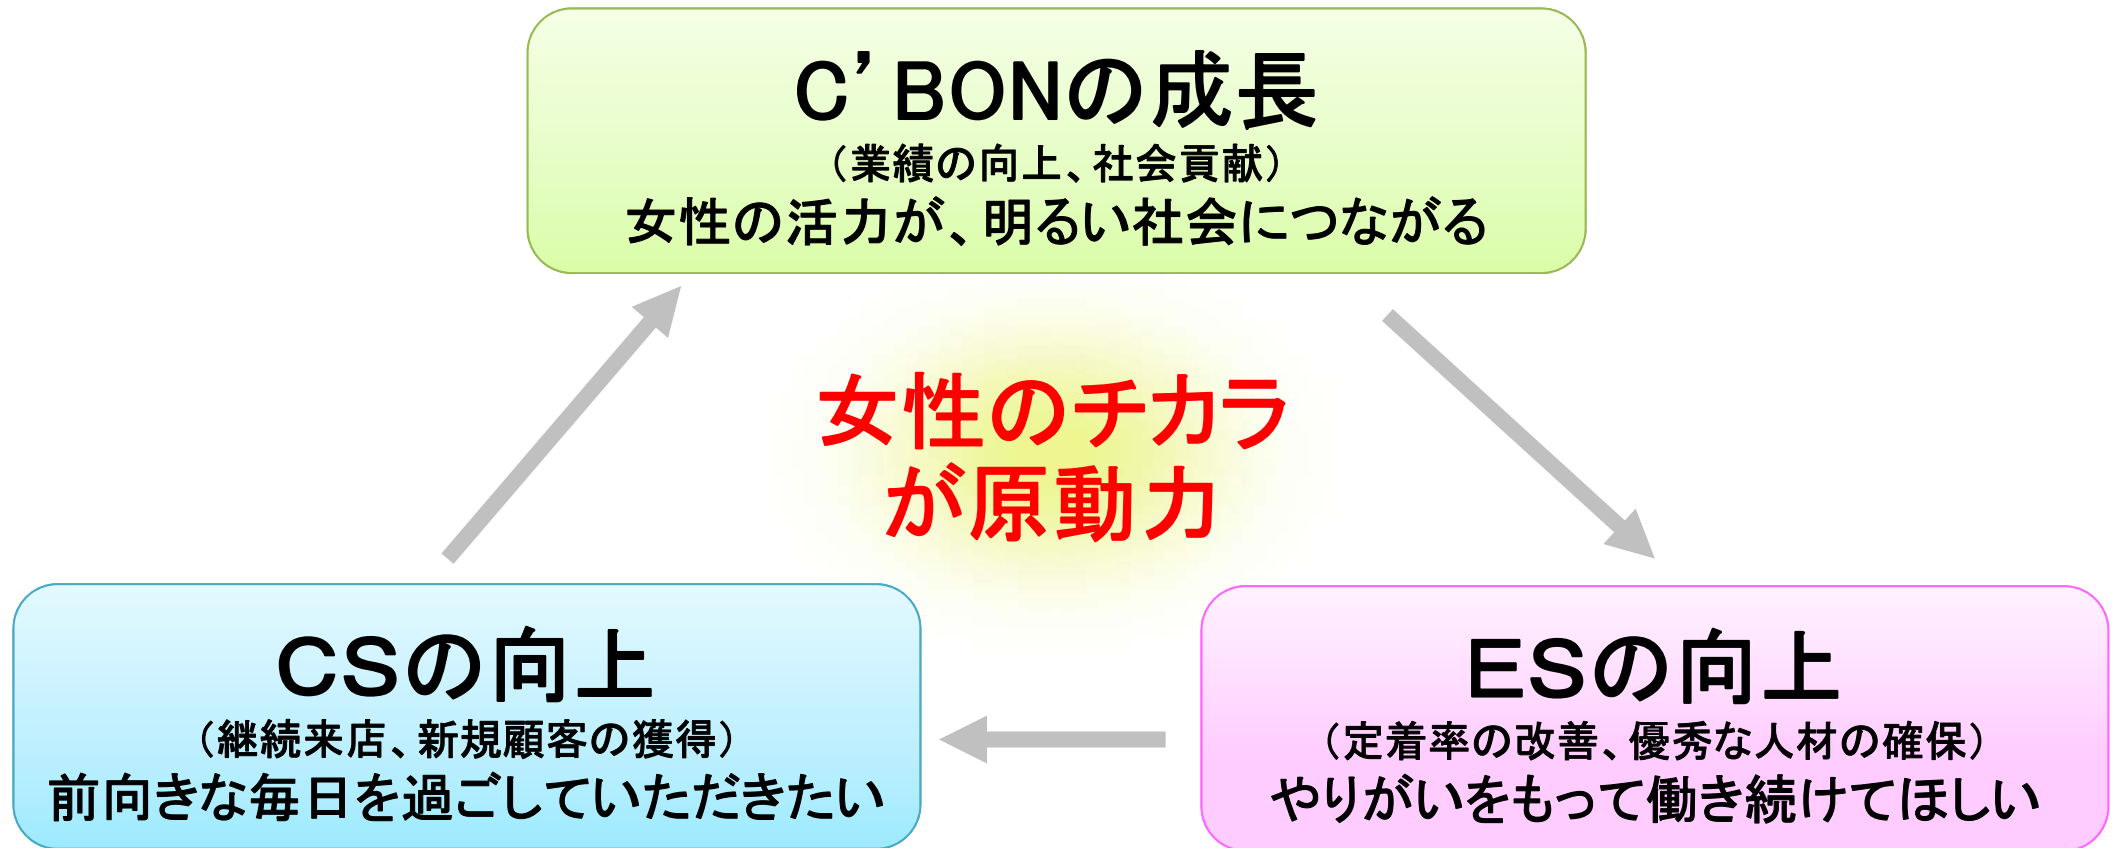 C’BONの成長
（業績の向上、社会貢献）
女性の活力が、明るい社会につながる
女性のチカラ
が原動力
CSの向上
（継続来店、新規顧客の獲得）
前向きな毎日を過ごしていただきたい
ESの向上
（定着率の改善、優秀な人材の確保）
やりがいをもって働き続けてほしい